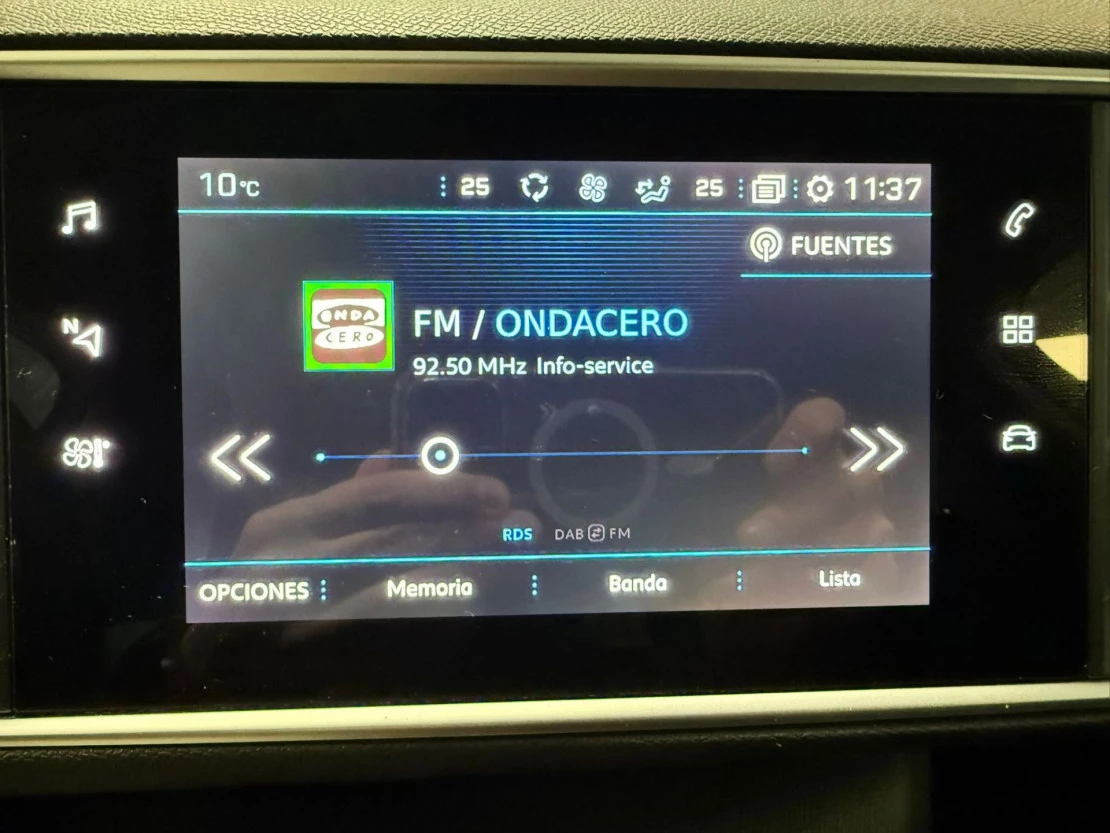 10°C 25 25 11:37
FUENTES
ONDA
CERO
FM / ONDACERO
92.50 MHz Info-service
N
RDS DAB FM
OPCIONES Memoria Banda Lista